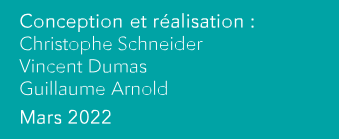 Conception et réalisation :
Christophe Schneider
Vincent Dumas
Guillaume Arnold
Mars 2022